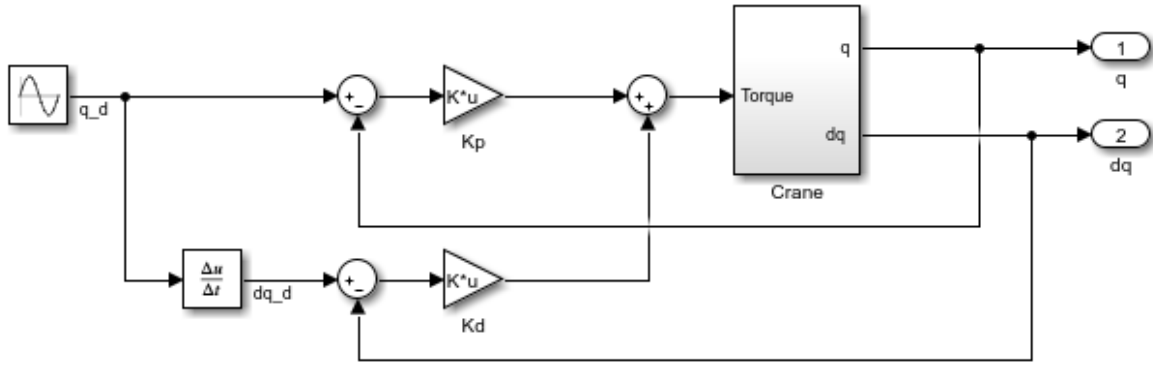 q_d
+
−
K*u
Kp
+
+
Torque
q
dq
Crane
1
q
2
dq
Δu
Δt
dq_d
+
−
K*u
Kd